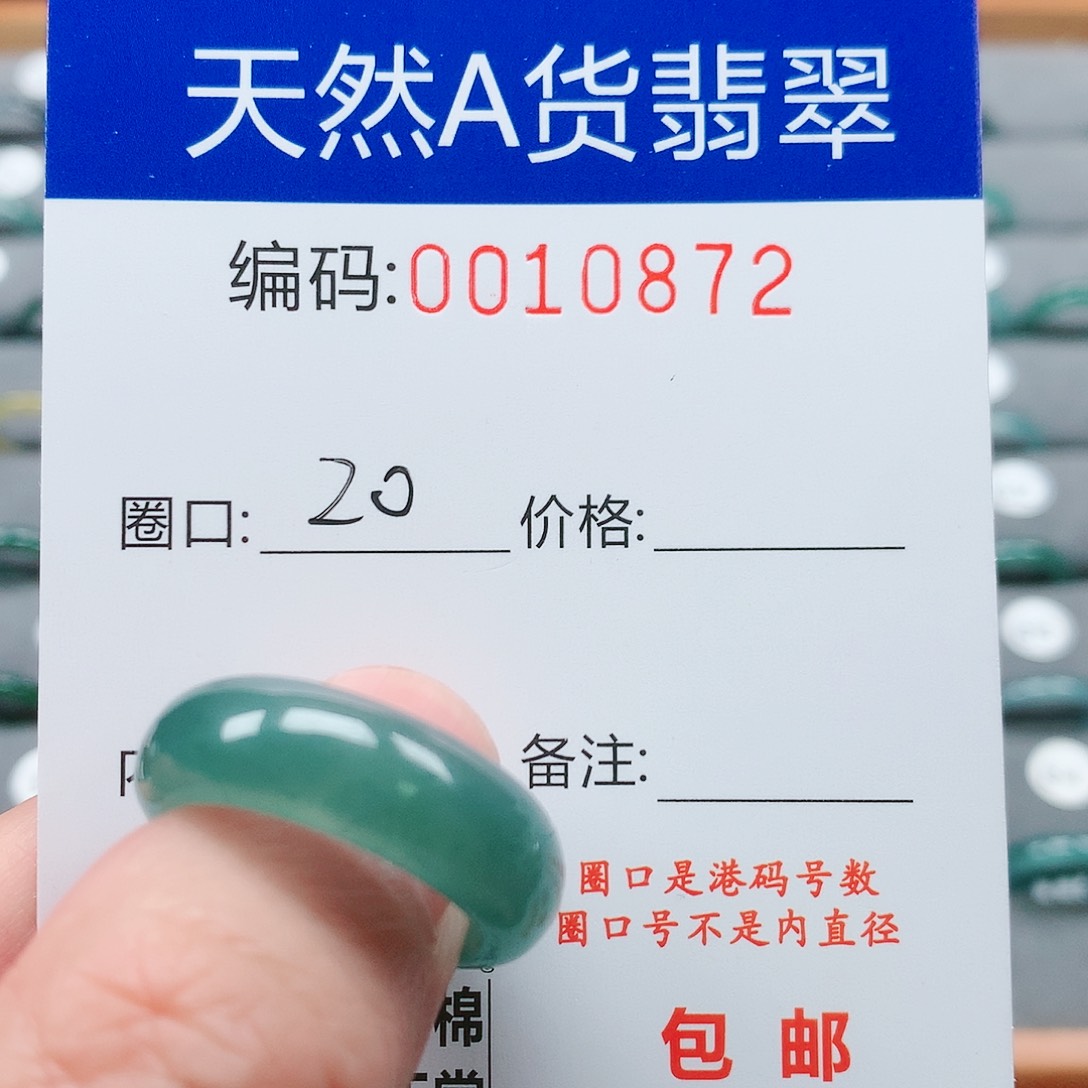 天然A货翡翠
编码:0010872
圈口: 20 价格:
备注:
圈口是港码号数
圈口号不是内直径
棉
包邮